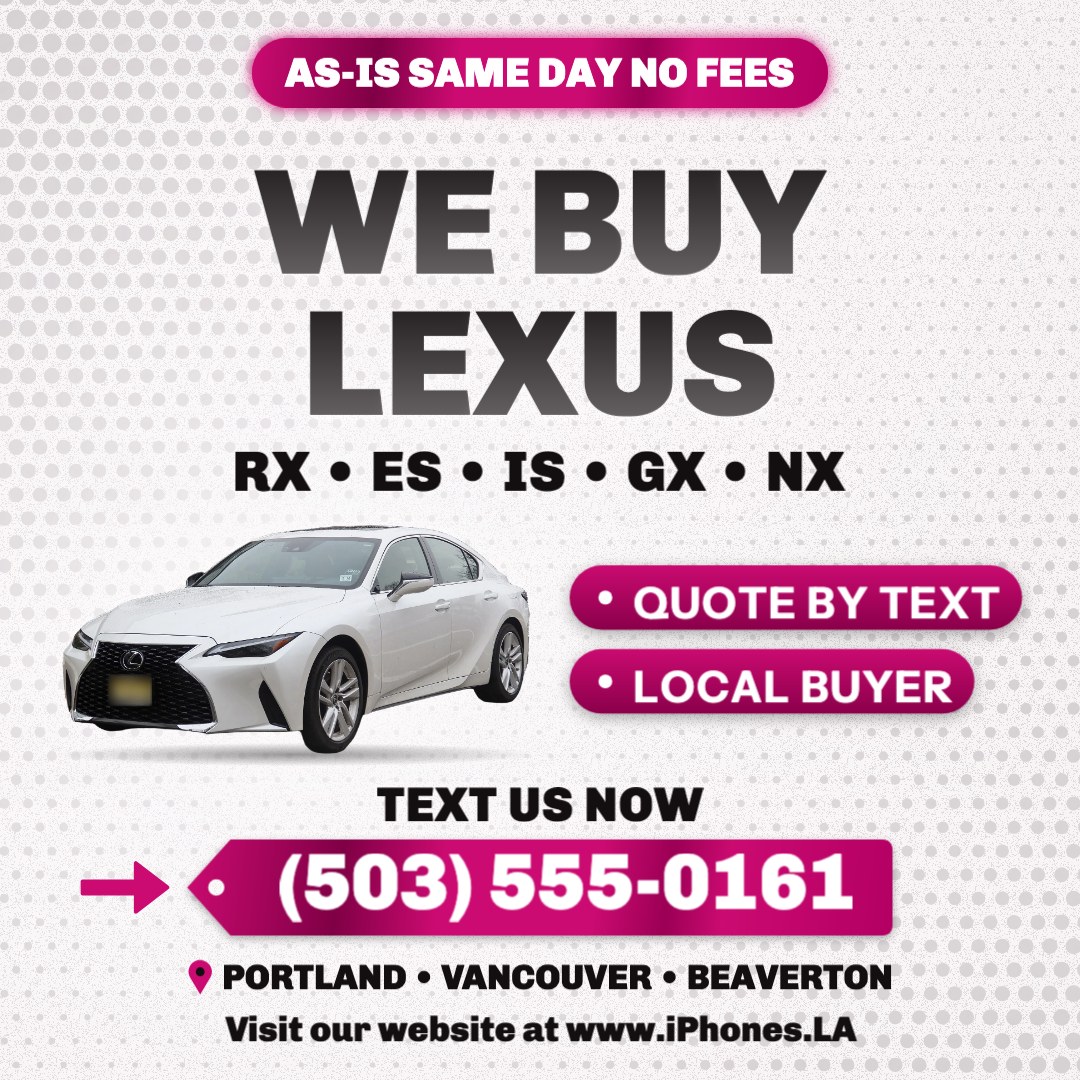 AS-IS SAME DAY NO FEES
WE BUY
LEXUS
RX • ES • IS • GX • NX
• QUOTE BY TEXT
• LOCAL BUYER
TEXT US NOW
(503) 555-0161
PORTLAND • VANCOUVER • BEAVERTON
Visit our website at www.iPhones.LA